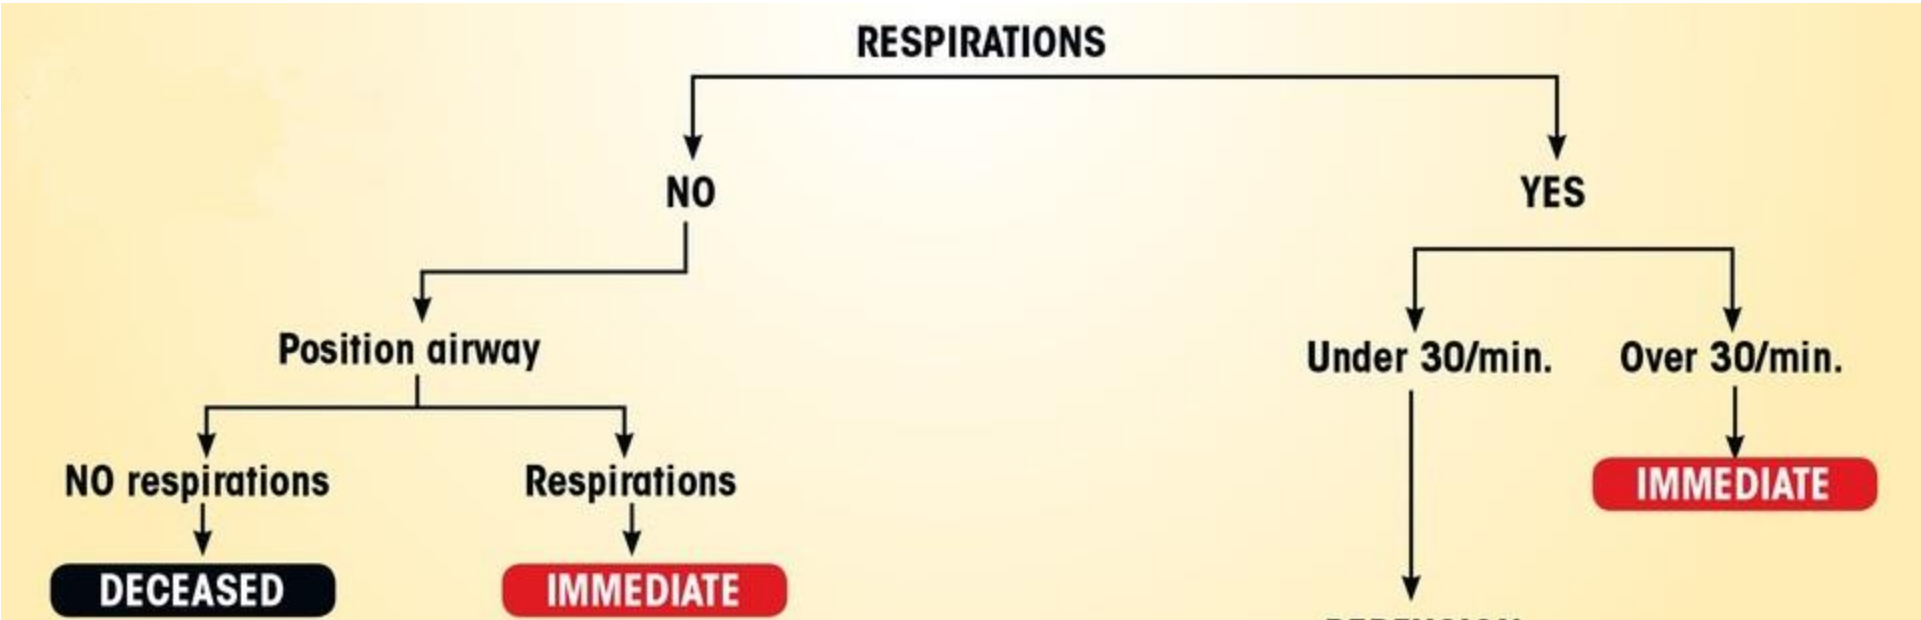 RESPIRATIONS
NO
YES
Position airway
Under 30/min.
Over 30/min.
NO respirations
Respirations
IMMEDIATE
DECEASED
IMMEDIATE